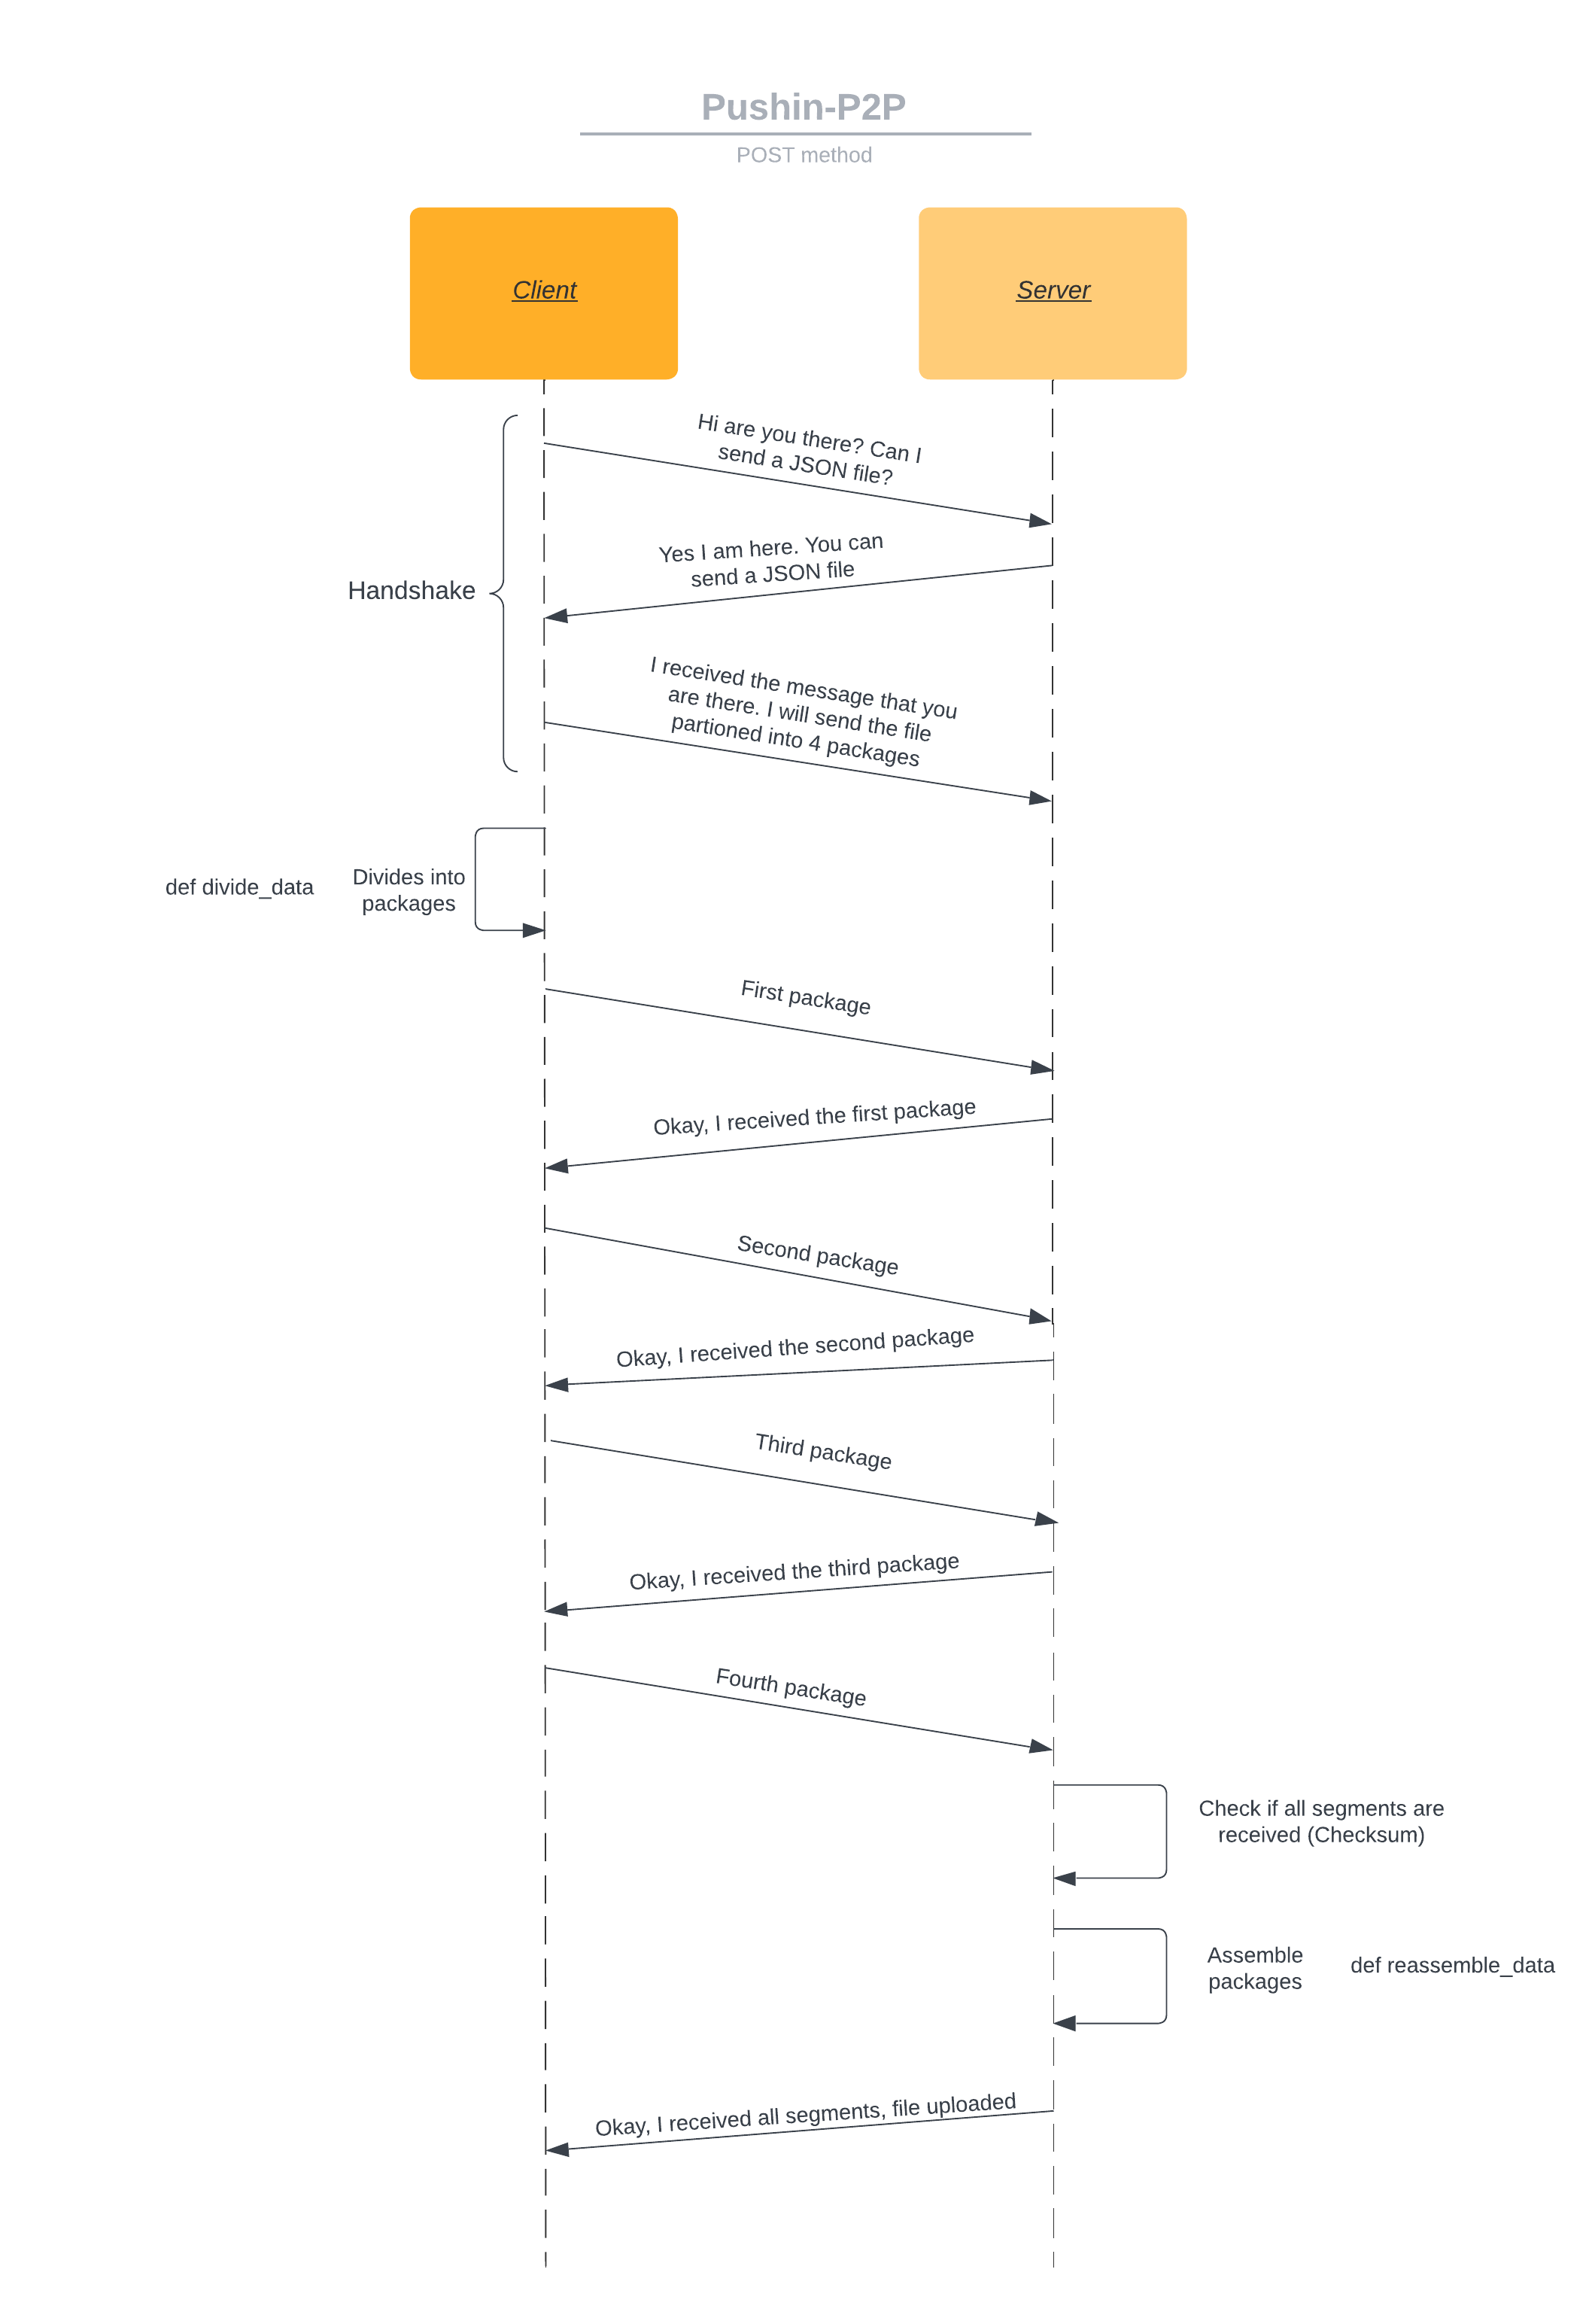 Pushin-P2P
POST method
Client
Server
Hi are you there? Can I
send a JSON file?
Yes I am here. You can
send a JSON file
Handshake
I received the message that you
are there. I will send the file
partioned into 4 packages
def divide_data
Divides into
packages
First package
Okay, I received the first package
Second package
Okay, I received the second package
Third package
Okay, I received the third package
Fourth package
Check if all segments are
received (Checksum)
Assemble
packages
def reassemble_data
Okay, I received all segments, file uploaded